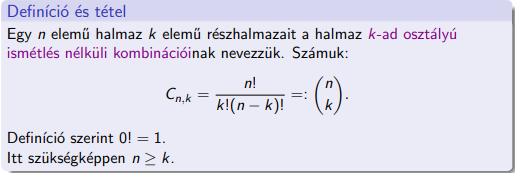 Definíció és tétel
Egy n elemű halmaz k elemű részhalmazait a halmaz k-ad osztályú
ismétlés nélküli kombinációinak nevezzük. Számuk:
C_{n,k} = \frac{n!}{k!(n − k)!} =: \binom{n}{k}.
Definíció szerint 0! = 1.
Itt szükségképpen n ≥ k.